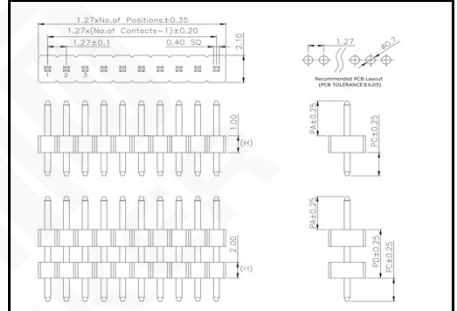 1.27xNo.of Positions±0.35
1.27x(No.of Contacts-1)±0.20
1.27±0.1
0.40 SQ
2.10
1 2 3
1.27
ø0.7
Recommended PCB Layout
(PCB TOLERANCE:±0.05)
1.00
(H)
PA±0.25
PC±0.25
2.00
(H)
PA±0.25
PD±0.25
PC±0.25